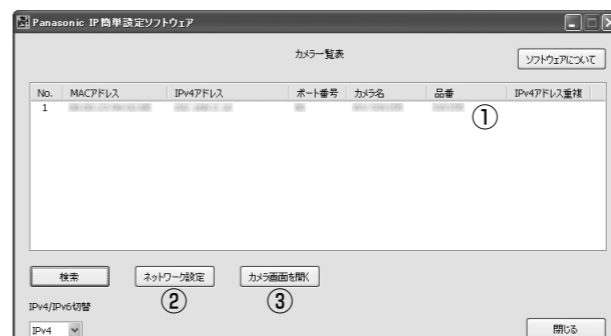 Panasonic IP簡単設定ソフトウェア
カメラ一覧表
ソフトウェアについて
No. MACアドレス IPv4アドレス ポート番号 カメラ名 品番 IPv4アドレス重複
1
①
検索 ネットワーク設定 カメラ画面を開く
② ③
IPv4/IPv6切替
IPv4 閉じる